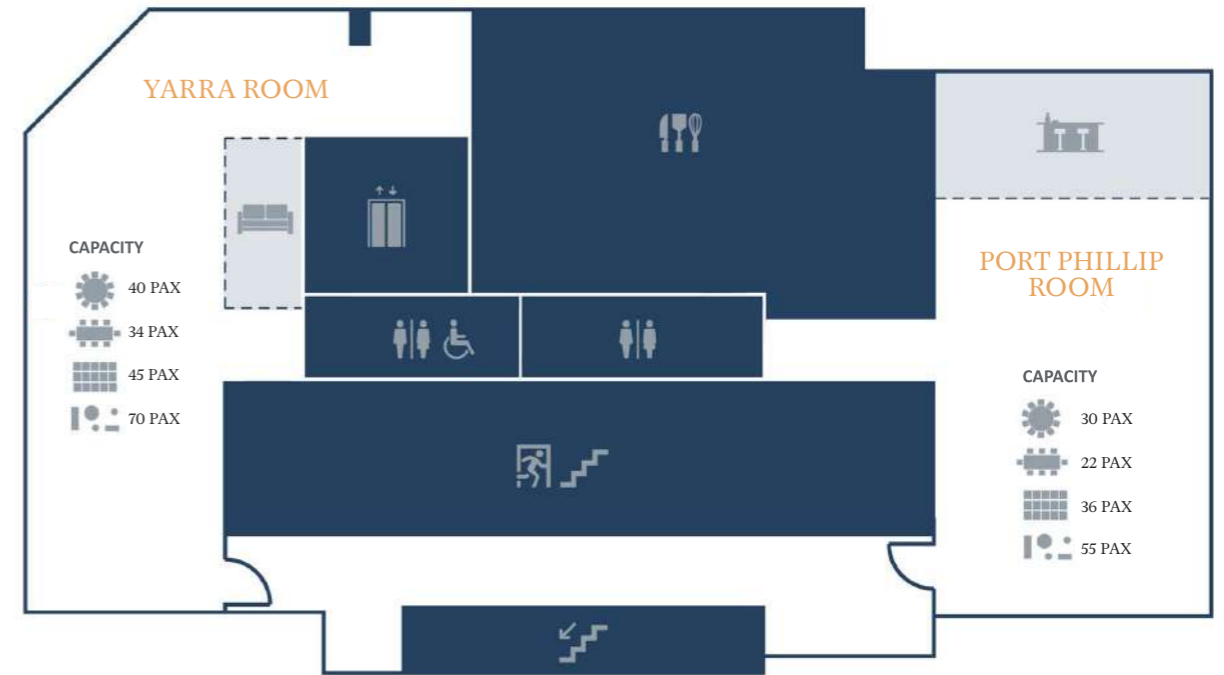 YARRA ROOM
CAPACITY
40 PAX
34 PAX
45 PAX
70 PAX
PORT PHILLIP
ROOM
CAPACITY
30 PAX
22 PAX
36 PAX
55 PAX